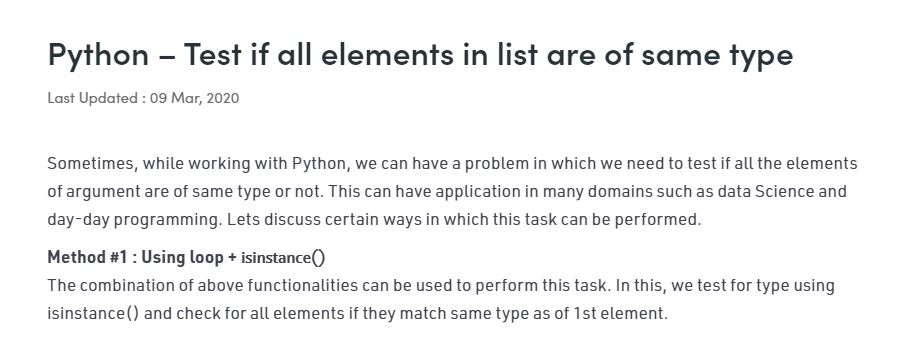 Python – Test if all elements in list are of same type
Last Updated : 09 Mar, 2020
Sometimes, while working with Python, we can have a problem in which we need to test if all the elements
of argument are of same type or not. This can have application in many domains such as data Science and
day-day programming. Lets discuss certain ways in which this task can be performed.
Method #1 : Using loop + isinstance()
The combination of above functionalities can be used to perform this task. In this, we test for type using
isinstance() and check for all elements if they match same type as of 1st element.